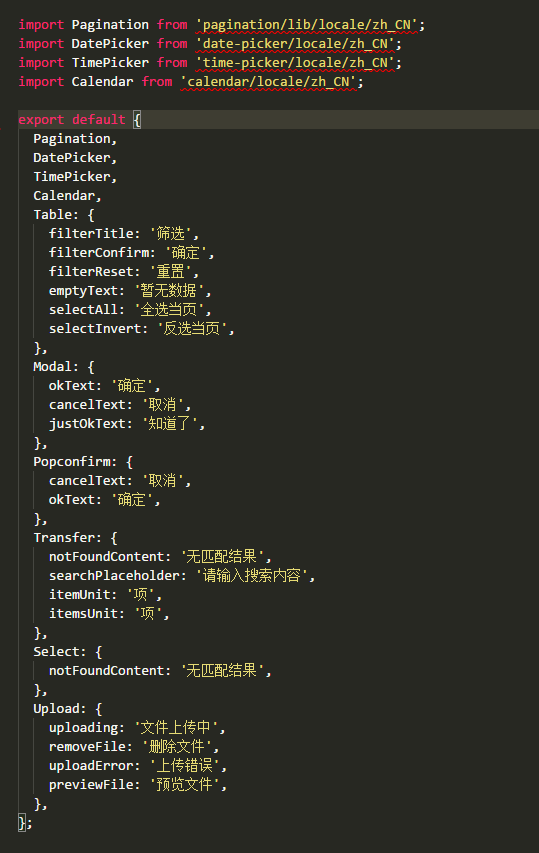 import Pagination from 'pagination/lib/locale/zh_CN';
import DatePicker from 'date-picker/locale/zh_CN';
import TimePicker from 'time-picker/locale/zh_CN';
import Calendar from 'calendar/locale/zh_CN';
export default {
Pagination,
DatePicker,
TimePicker,
Calendar,
Table: {
filterTitle: '筛选',
filterConfirm: '确定',
filterReset: '重置',
emptyText: '暂无数据',
selectAll: '全选当页',
selectInvert: '反选当页',
},
Modal: {
okText: '确定',
cancelText: '取消',
justOkText: '知道了',
},
Popconfirm: {
cancelText: '取消',
okText: '确定',
},
Transfer: {
notFoundContent: '无匹配结果',
searchPlaceholder: '请输入搜索内容',
itemUnit: '项',
itemsUnit: '项',
},
Select: {
notFoundContent: '无匹配结果',
},
Upload: {
uploading: '文件上传中',
removeFile: '删除文件',
uploadError: '上传错误',
previewFile: '预览文件',
},
};